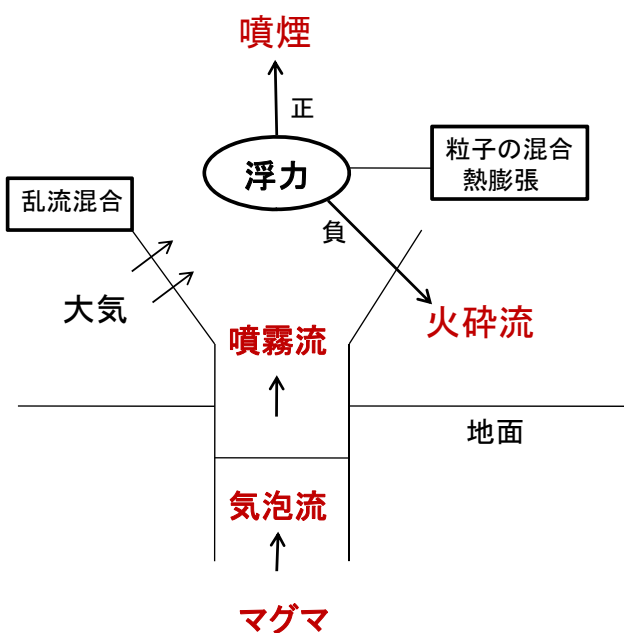 噴煙
正
浮力
粒子の混合
熱膨張
乱流混合
負
大気
火砕流
噴霧流
地面
気泡流
マグマ